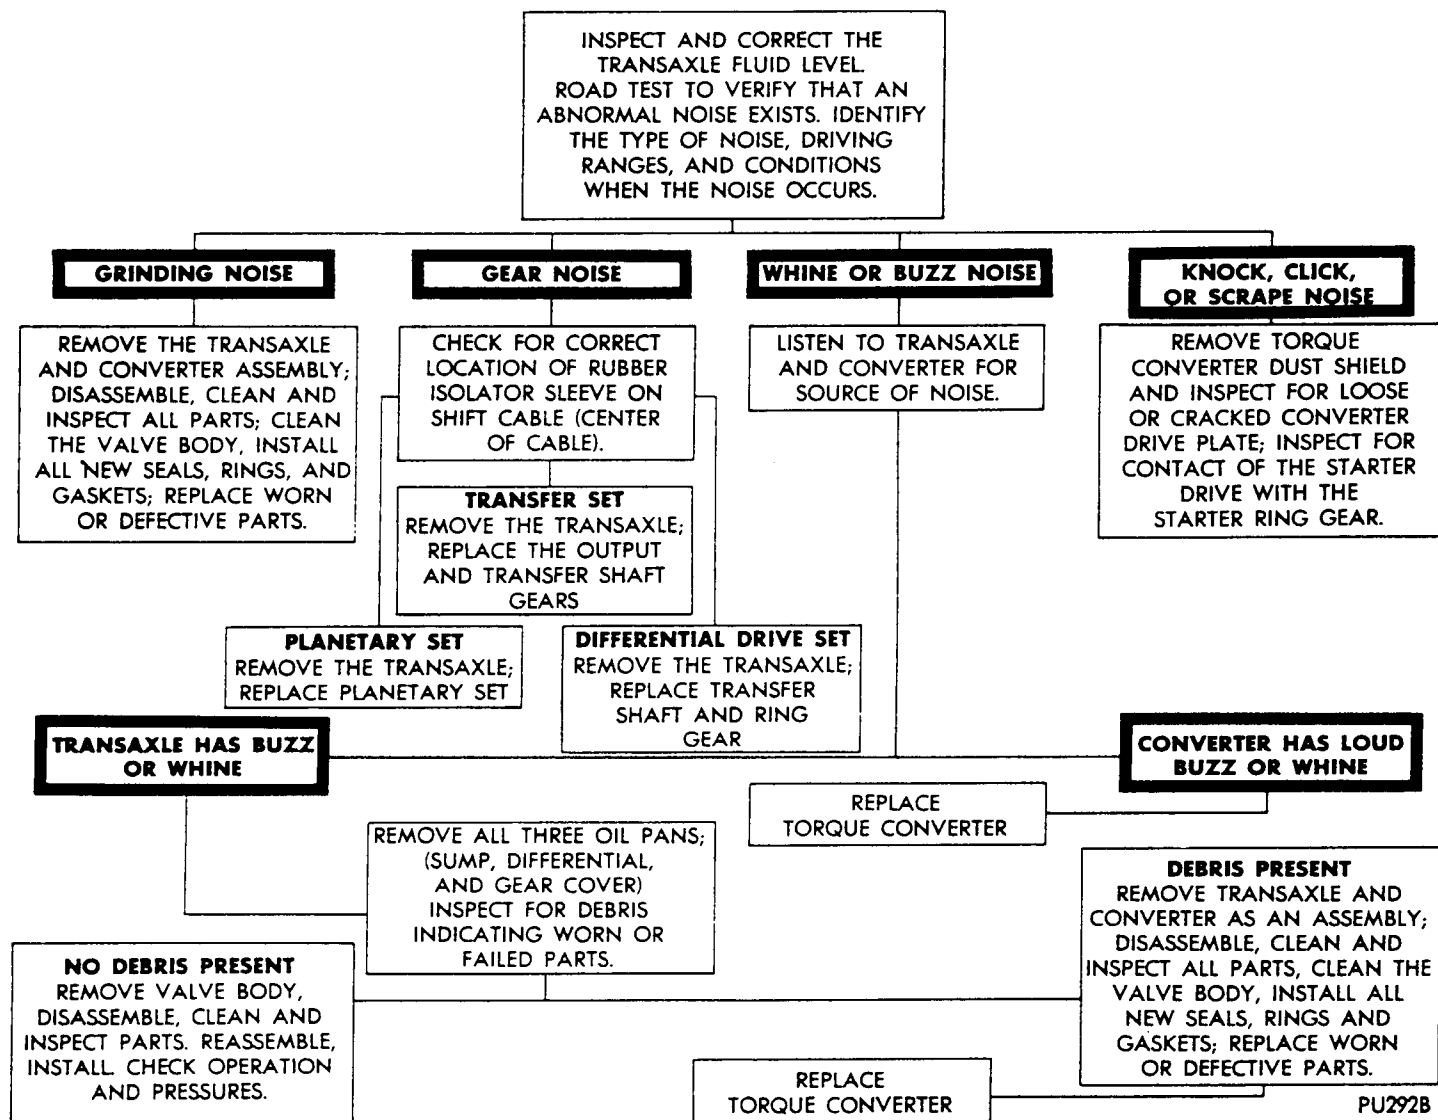 INSPECT AND CORRECT THE
TRANSAXLE FLUID LEVEL.
ROAD TEST TO VERIFY THAT AN
ABNORMAL NOISE EXISTS. IDENTIFY
THE TYPE OF NOISE, DRIVING
RANGES, AND CONDITIONS
WHEN THE NOISE OCCURS.
GRINDING NOISE
REMOVE THE TRANSAXLE
AND CONVERTER ASSEMBLY;
DISASSEMBLE, CLEAN AND
INSPECT ALL PARTS; CLEAN
THE VALVE BODY, INSTALL
ALL NEW SEALS, RINGS, AND
GASKETS; REPLACE WORN
OR DEFECTIVE PARTS.
GEAR NOISE
CHECK FOR CORRECT
LOCATION OF RUBBER
ISOLATOR SLEEVE ON
SHIFT CABLE (CENTER
OF CABLE).
TRANSFER SET
REMOVE THE TRANSAXLE;
REPLACE THE OUTPUT
AND TRANSFER SHAFT
GEARS
PLANETARY SET
REMOVE THE TRANSAXLE;
REPLACE PLANETARY SET
DIFFERENTIAL DRIVE SET
REMOVE THE TRANSAXLE;
REPLACE TRANSFER
SHAFT AND RING
GEAR
WHINE OR BUZZ NOISE
LISTEN TO TRANSAXLE
AND CONVERTER FOR
SOURCE OF NOISE.
KNOCK, CLICK,
OR SCRAPE NOISE
REMOVE TORQUE
CONVERTER DUST SHIELD
AND INSPECT FOR LOOSE
OR CRACKED CONVERTER
DRIVE PLATE; INSPECT FOR
CONTACT OF THE STARTER
DRIVE WITH THE
STARTER RING GEAR.
TRANSAXLE HAS BUZZ
OR WHINE
CONVERTER HAS LOUD
BUZZ OR WHINE
REPLACE
TORQUE CONVERTER
REMOVE ALL THREE OIL PANS;
(SUMP, DIFFERENTIAL,
AND GEAR COVER)
INSPECT FOR DEBRIS
INDICATING WORN OR
FAILED PARTS.
NO DEBRIS PRESENT
REMOVE VALVE BODY,
DISASSEMBLE, CLEAN AND
INSPECT PARTS. REASSEMBLE,
INSTALL CHECK OPERATION
AND PRESSURES.
DEBRIS PRESENT
REMOVE TRANSAXLE AND
CONVERTER AS AN ASSEMBLY;
DISASSEMBLE, CLEAN AND
INSPECT ALL PARTS, CLEAN THE
VALVE BODY, INSTALL ALL
NEW SEALS, RINGS AND
GASKETS; REPLACE WORN
OR DEFECTIVE PARTS.
REPLACE
TORQUE CONVERTER
PU292B